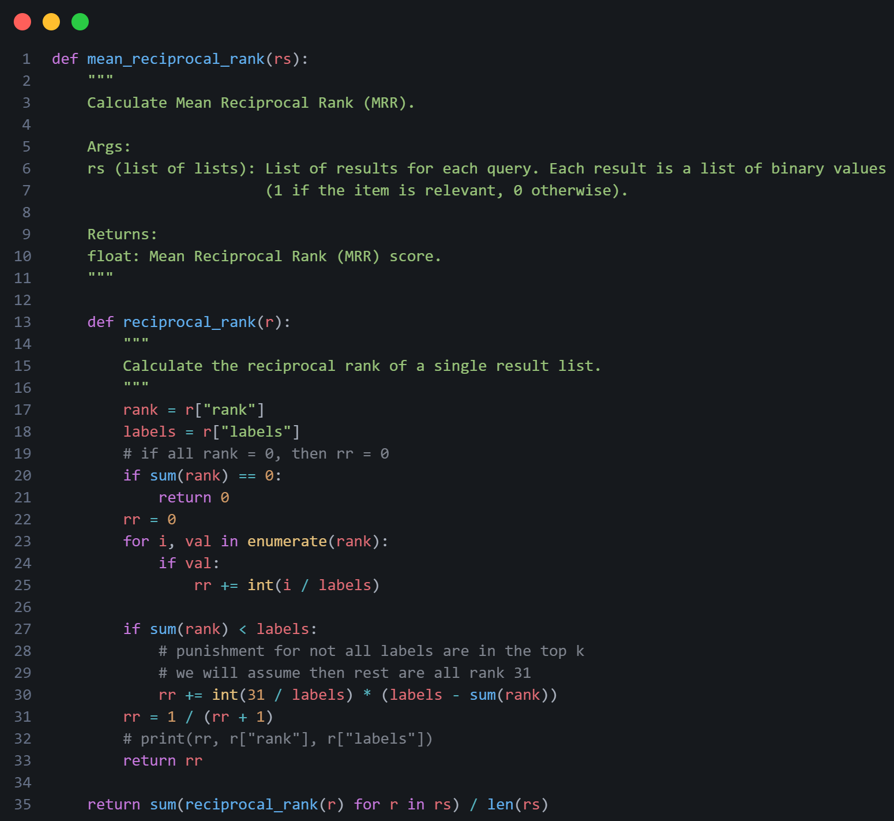 1 def mean_reciprocal_rank(rs):
2     """
3     Calculate Mean Reciprocal Rank (MRR).
4
5     Args:
6     rs (list of lists): List of results for each query. Each result is a list of binary values
7                         (1 if the item is relevant, 0 otherwise).
8
9     Returns:
10     float: Mean Reciprocal Rank (MRR) score.
11     """
12
13     def reciprocal_rank(r):
14         """
15         Calculate the reciprocal rank of a single result list.
16         """
17         rank = r["rank"]
18         labels = r["labels"]
19         # if all rank = 0, then rr = 0
20         if sum(rank) == 0:
21             return 0
22         rr = 0
23         for i, val in enumerate(rank):
24             if val:
25                 rr += int(i / labels)
26
27         if sum(rank) < labels:
28             # punishment for not all labels are in the top k
29             # we will assume then rest are all rank 31
30             rr += int(31 / labels) * (labels - sum(rank))
31         rr = 1 / (rr + 1)
32         # print(rr, r["rank"], r["labels"])
33         return rr
34
35     return sum(reciprocal_rank(r) for r in rs) / len(rs)